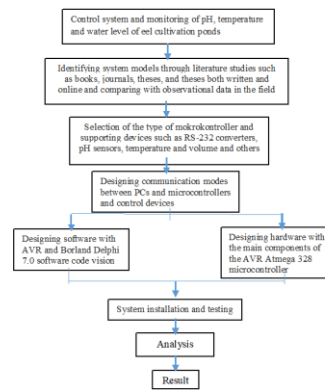 Control system and monitoring of pH, temperature
and water level of eel cultivation ponds
Identifying system models through literature studies such
as books, journals, theses, and theses both written and
online and comparing with observational data in the field
Selection of the type of mokrokontroller and
supporting devices such as RS-232 converters,
pH sensors, temperature and volume and others
Designing communication modes
between PCs and microcontrollers
and control devices
Designing software with
AVR and Borland Delphi
7.0 software code vision
Designing hardware with
the main components of
the AVR Atmega 328
microcontroller
System installation and testing
Analysis
Result